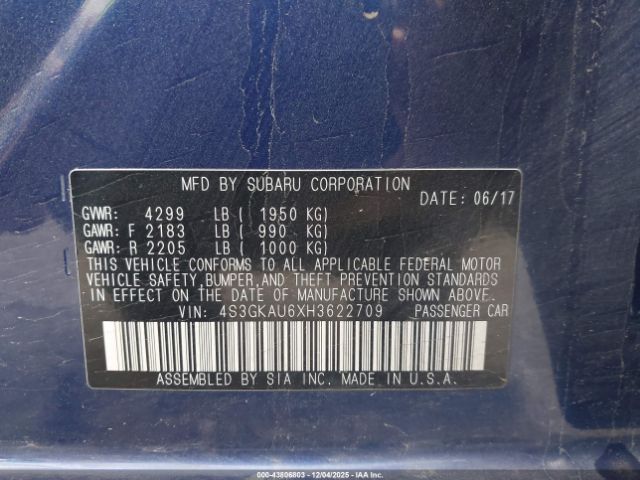 MFD BY SUBARU CORPORATION
DATE: 06/17
GVWR: 4299 LB ( 1950 KG)
GAWR: F 2183 LB ( 990 KG)
GAWR: R 2205 LB ( 1000 KG)
THIS VEHICLE CONFORMS TO ALL APPLICABLE FEDERAL MOTOR
VEHICLE SAFETY, BUMPER, AND THEFT PREVENTION STANDARDS
IN EFFECT ON THE DATE OF MANUFACTURE SHOWN ABOVE.
VIN: 4S3GKAU6XH3622709 PASSENGER CAR
ASSEMBLED BY SIA INC. MADE IN U.S.A.
000-43806803 - 12/04/2025 - IAAI.COM